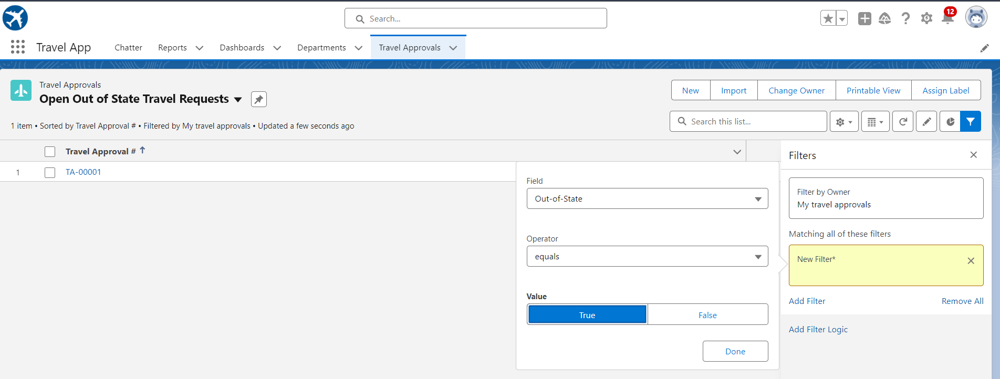 Search...
12
Travel App
Chatter
Reports
Dashboards
Departments
Travel Approvals
Travel Approvals
Open Out of State Travel Requests
New
Import
Change Owner
Printable View
Assign Label
1 item • Sorted by Travel Approval # • Filtered by My travel approvals • Updated a few seconds ago
Search this list...
Travel Approval #
1
TA-00001
Field
Out-of-State
Operator
equals
Value
True
False
Done
Filters
Filter by Owner
My travel approvals
Matching all of these filters
New Filter*
Add Filter
Remove All
Add Filter Logic